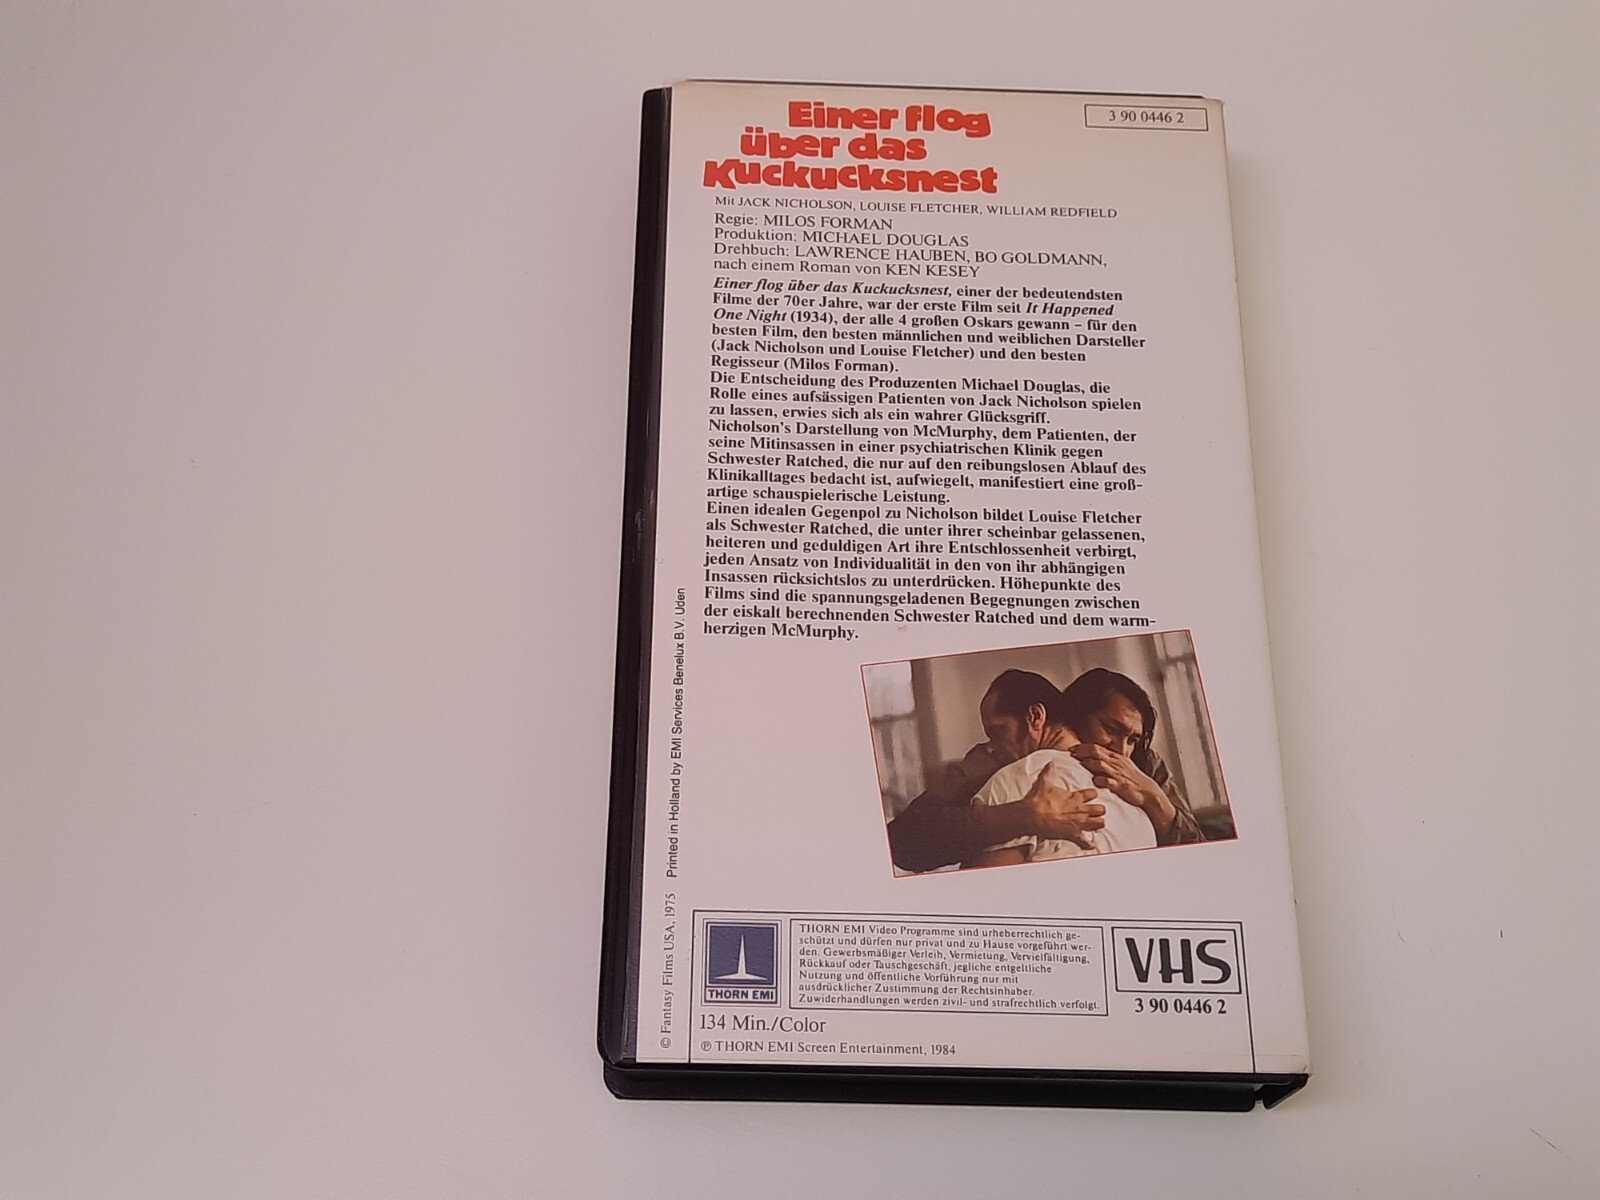 Einer flog
über das
Kuckucksnest
3 90 0446 2
Mit JACK NICHOLSON, LOUISE FLETCHER, WILLIAM REDFIELD
Regie: MILOS FORMAN
Produktion: MICHAEL DOUGLAS
Drehbuch: LAWRENCE HAUBEN, BO GOLDMANN,
nach einem Roman von KEN KESEY
Einer flog über das Kuckucksnest, einer der bedeutendsten
Filme der 70er Jahre, war der erste Film seit It Happened
One Night (1934), der alle 4 großen Oskars gewann – für den
besten Film, den besten männlichen und weiblichen Darsteller
(Jack Nicholson und Louise Fletcher) und den besten
Regisseur (Milos Forman).
Die Entscheidung des Produzenten Michael Douglas, die
Rolle eines aufsässigen Patienten von Jack Nicholson spielen
zu lassen, erwies sich als ein wahrer Glücksgriff.
Nicholson's Darstellung von McMurphy, dem Patienten, der
seine Mitinsassen in einer psychiatrischen Klinik gegen
Schwester Ratched, die nur auf den reibungslosen Ablauf des
Klinikalltages bedacht ist, aufwiegelt, manifestiert eine groß-
artige schauspielerische Leistung.
Einen idealen Gegenpol zu Nicholson bildet Louise Fletcher
als Schwester Ratched, die unter ihrer scheinbar gelassenen,
heiteren und geduldigen Art ihre Entschlossenheit verbirgt,
jeden Ansatz von Individualität in den von ihr abhängigen
Insassen rücksichtslos zu unterdrücken. Höhepunkte des
Films sind die spannungsgeladenen Begegnungen zwischen
der eiskalt berechnenden Schwester Ratched und dem warm-
herzigen McMurphy.
© Fantasy Films USA, 1975 Printed in Holland by EMI Services Benelux B.V. Uden
THORN EMI
THORN EMI Video Programme sind urheberrechtlich ge-
schützt und dürfen nur privat und zu Hause vorgeführt wer-
den. Gewerbsmäßiger Verleih, Vermietung, Vervielfältigung,
Rückkauf oder Tauschgeschäft, jegliche entgeltliche
Nutzung und öffentliche Vorführung nur mit
ausdrücklicher Zustimmung der Rechtsinhaber.
Zuwiderhandlungen werden zivil- und strafrechtlich verfolgt.
VHS
3 90 0446 2
134 Min./Color
℗ THORN EMI Screen Entertainment, 1984